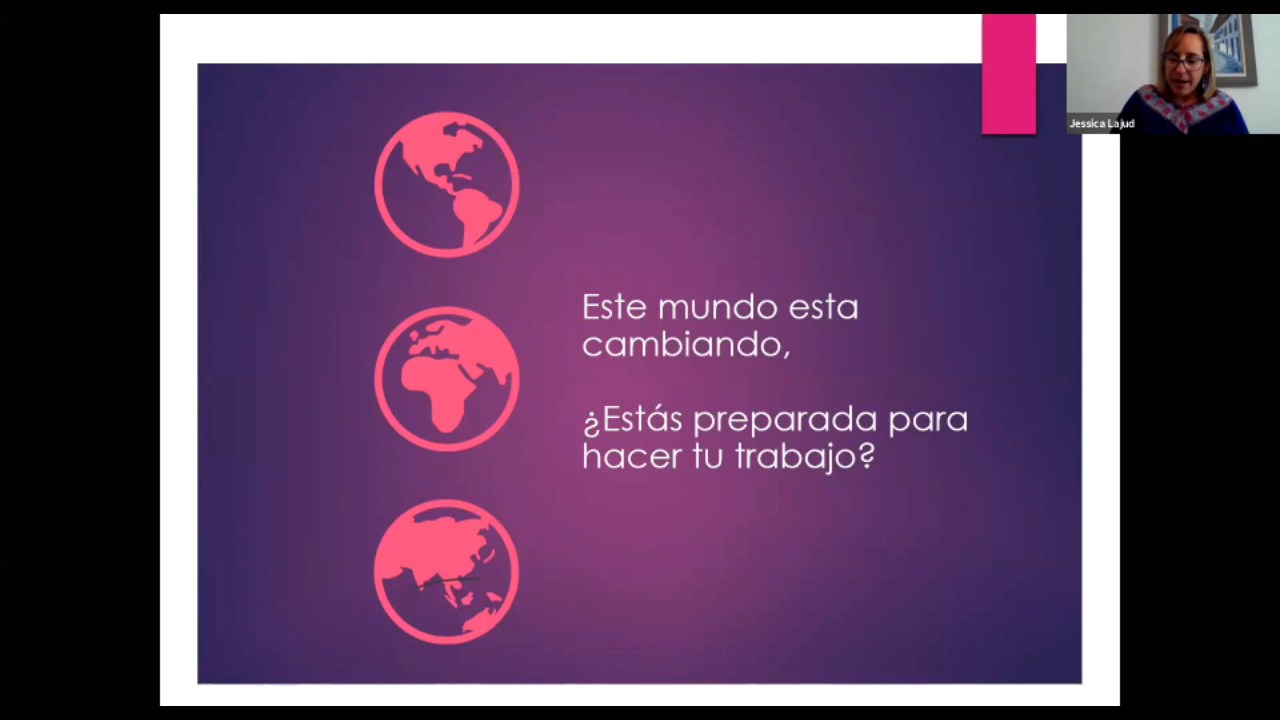 Jessica Lajud
Este mundo esta
cambiando,
¿Estás preparada para
hacer tu trabajo?